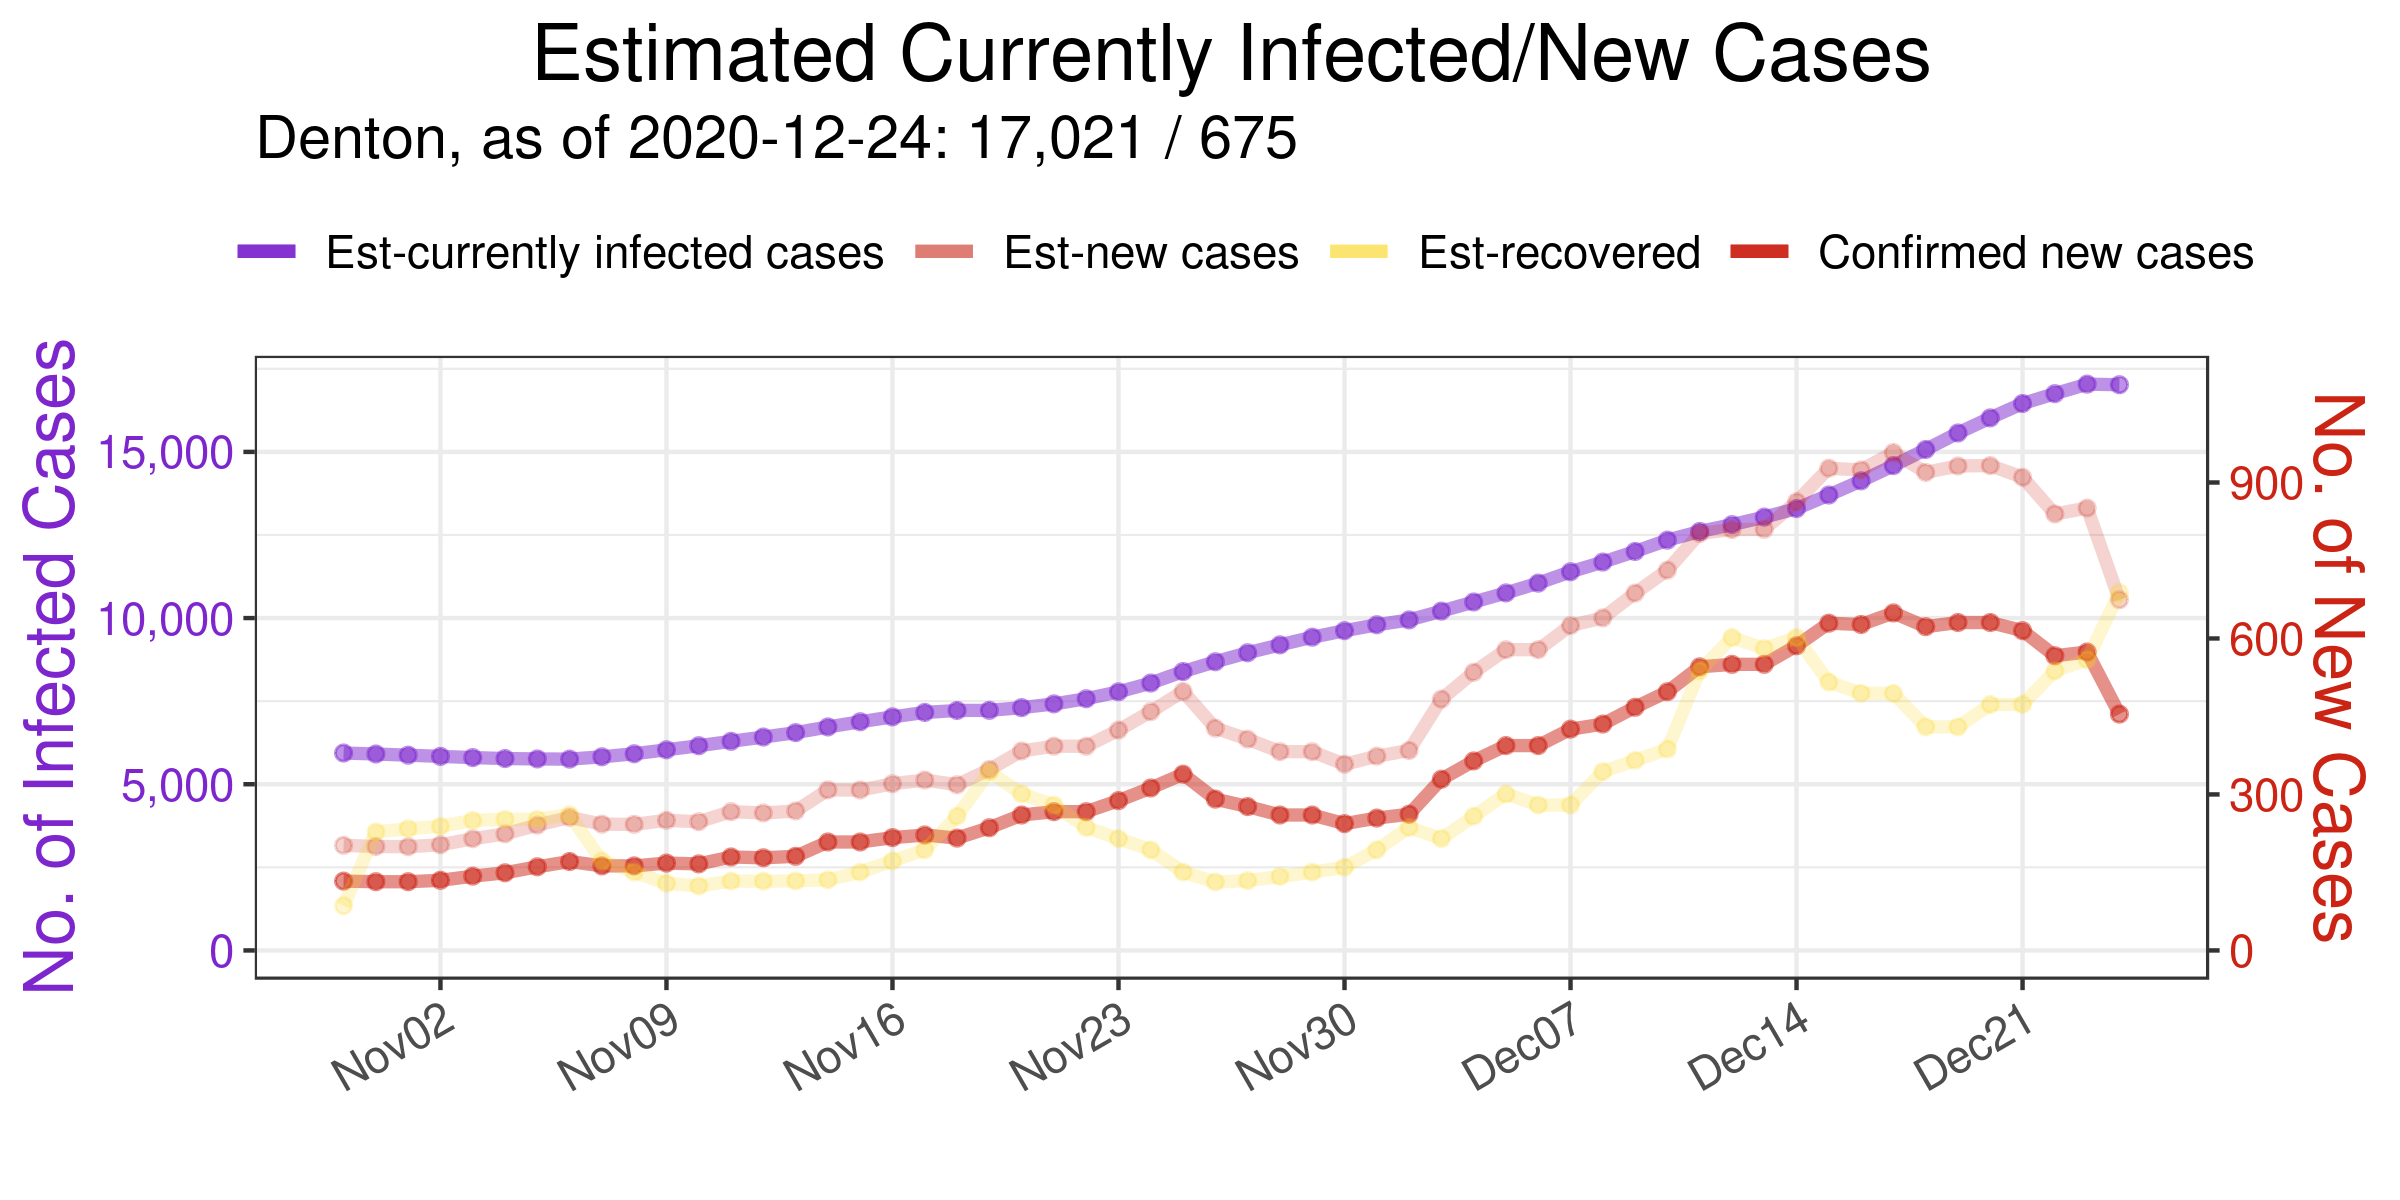 Estimated Currently Infected/New Cases
Denton, as of 2020-12-24: 17,021 / 675
Est-currently infected cases
Est-new cases
Est-recovered
Confirmed new cases
No. of Infected Cases
15,000
10,000
5,000
0
900
600
300
0
No. of New Cases
Nov02
Nov09
Nov16
Nov23
Nov30
Dec07
Dec14
Dec21